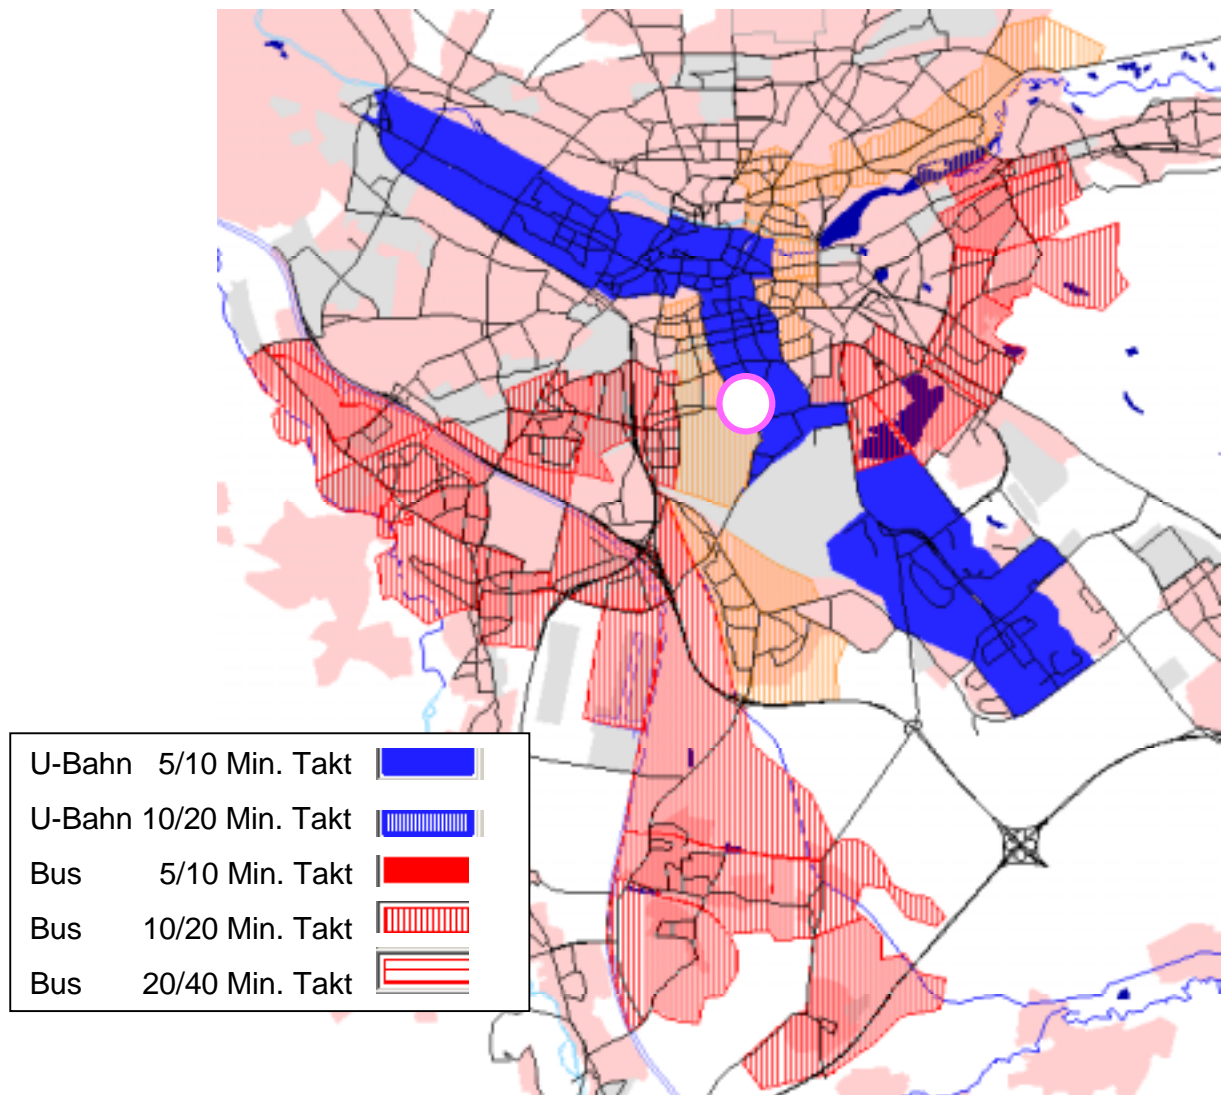 U-Bahn 5/10 Min. Takt
U-Bahn 10/20 Min. Takt
Bus 5/10 Min. Takt
Bus 10/20 Min. Takt
Bus 20/40 Min. Takt